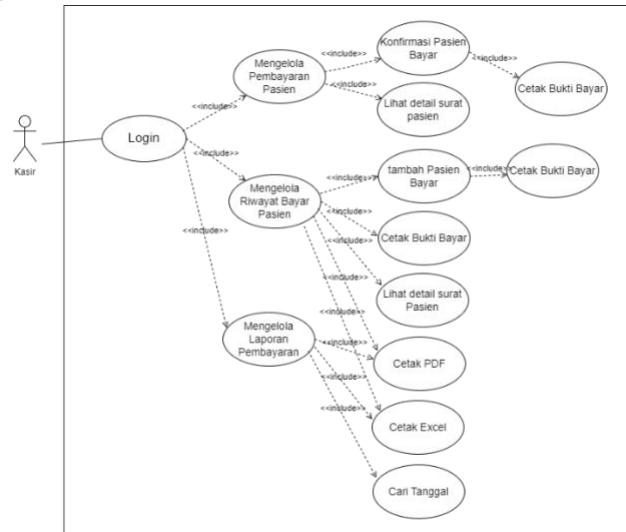 Konfirmasi Pasien
Bayar
<<include>>
Mengelola
Pembayaran
Pasien
<<include>>
Cetak Bukti Bayar
<<include>>
<<include>>
Lihat detail surat
pasien
Login
Kasir
<<include>>
tambah Pasien
Bayar
<<include>>
Cetak Bukti Bayar
<<include>>
Mengelola
Riwayat Bayar
Pasien
<<include>>
<<include>>
<<include>>
Cetak Bukti Bayar
<<include>>
Lihat detail surat
Pasien
Mengelola
Laporan
Pembayaran
<<include>>
Cetak PDF
<<include>>
<<include>>
Cetak Excel
Cari Tanggal